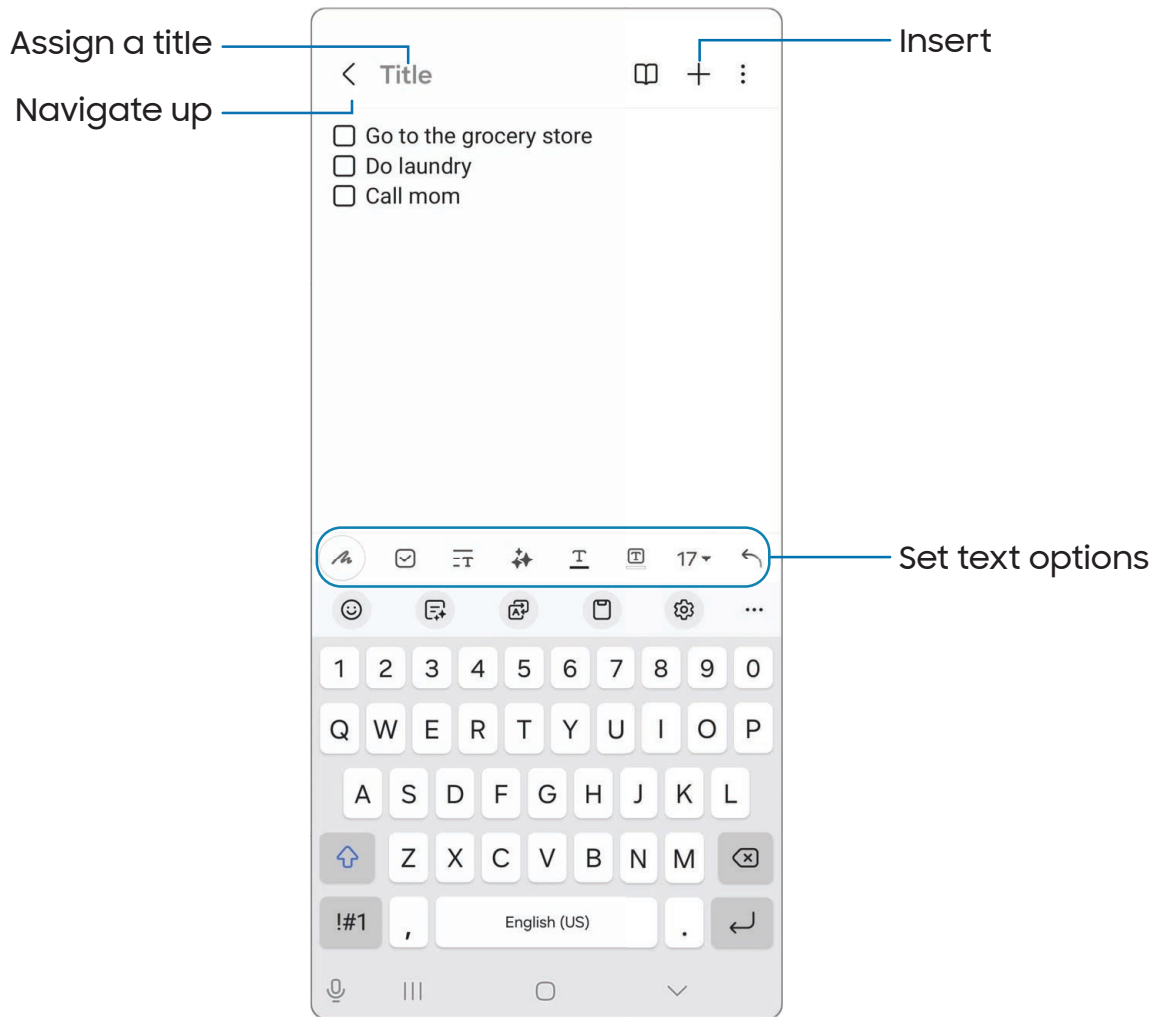 Assign a title
Insert
Title
Navigate up
Go to the grocery store
Do laundry
Call mom
T T T 17
Set text options
A
1 2 3 4 5 6 7 8 9 0
Q W E R T Y U I O P
A S D F G H J K L
Z X C V B N M
!#1 , English (US) .